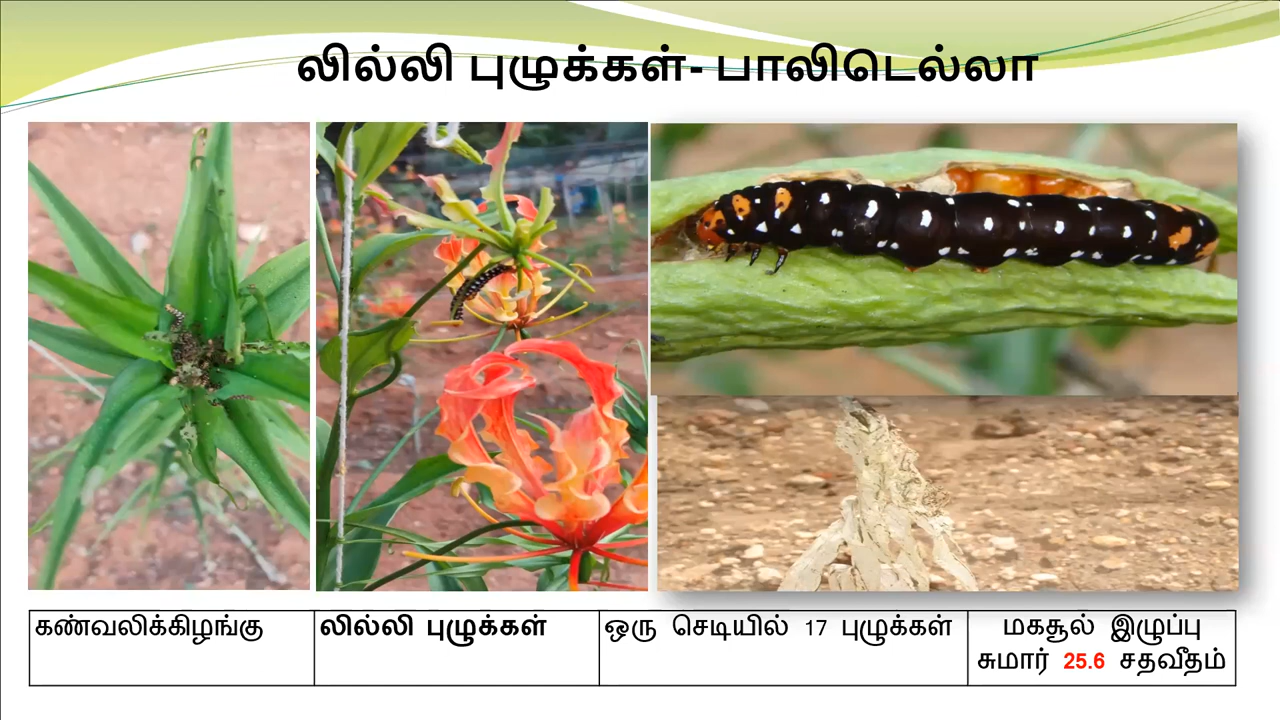 லில்லி புழுக்கள்- பாலிடெல்லா
கண்வலிக்கிழங்கு
லில்லி புழுக்கள்
ஒரு செடியில் 17 புழுக்கள்
மகசூல் இழுப்பு
சுமார் 25.6 சதவீதம்